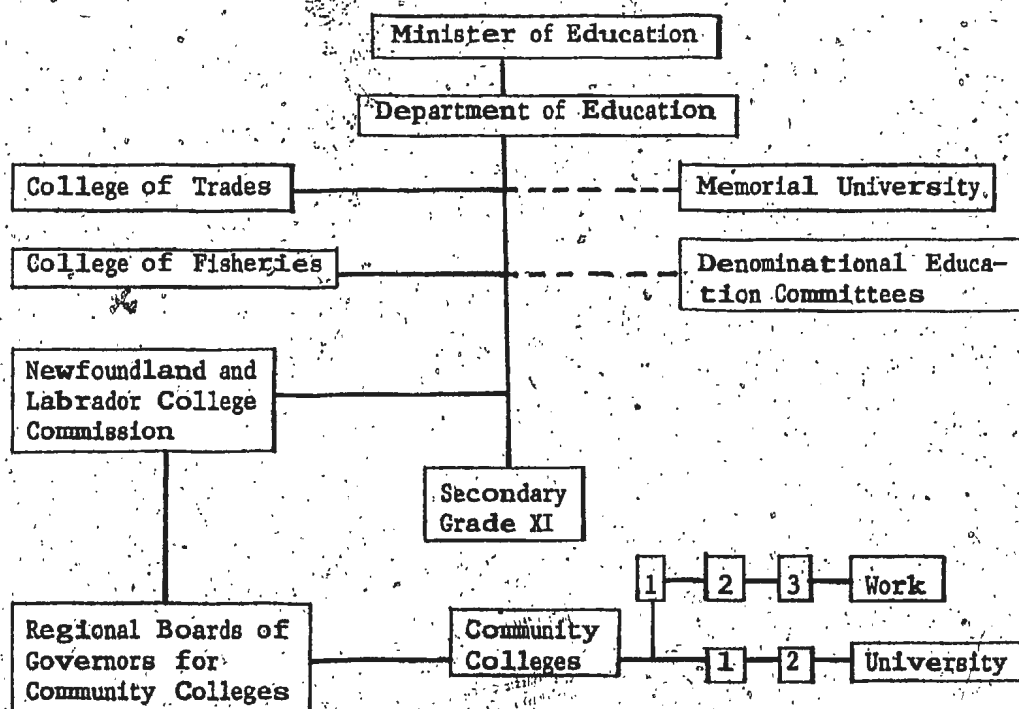 Minister of Education
Department of Education
College of Trades
Memorial University
College of Fisheries
Denominational Educa-
tion Committees
Newfoundland and
Labrador College
Commission
Secondary
Grade XI
1 2 3 Work
Regional Boards of
Governors for
Community Colleges
Community
Colleges
1 2 University